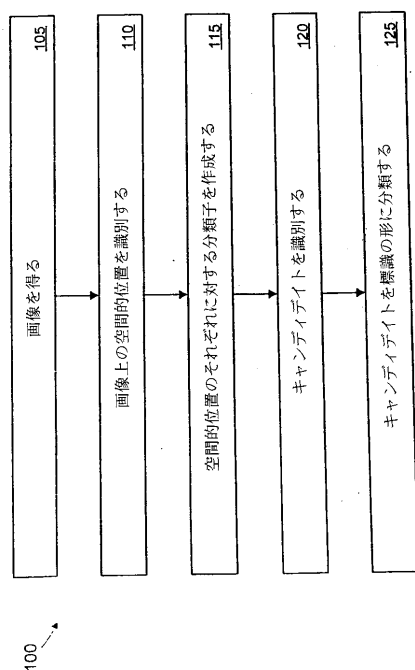 100
105
画像を得る
110
画像上の空間的位置を識別する
115
空間的位置のそれぞれに対する分類子を作成する
120
キャンディデイトを識別する
125
キャンディデイトを標識の形に分類する